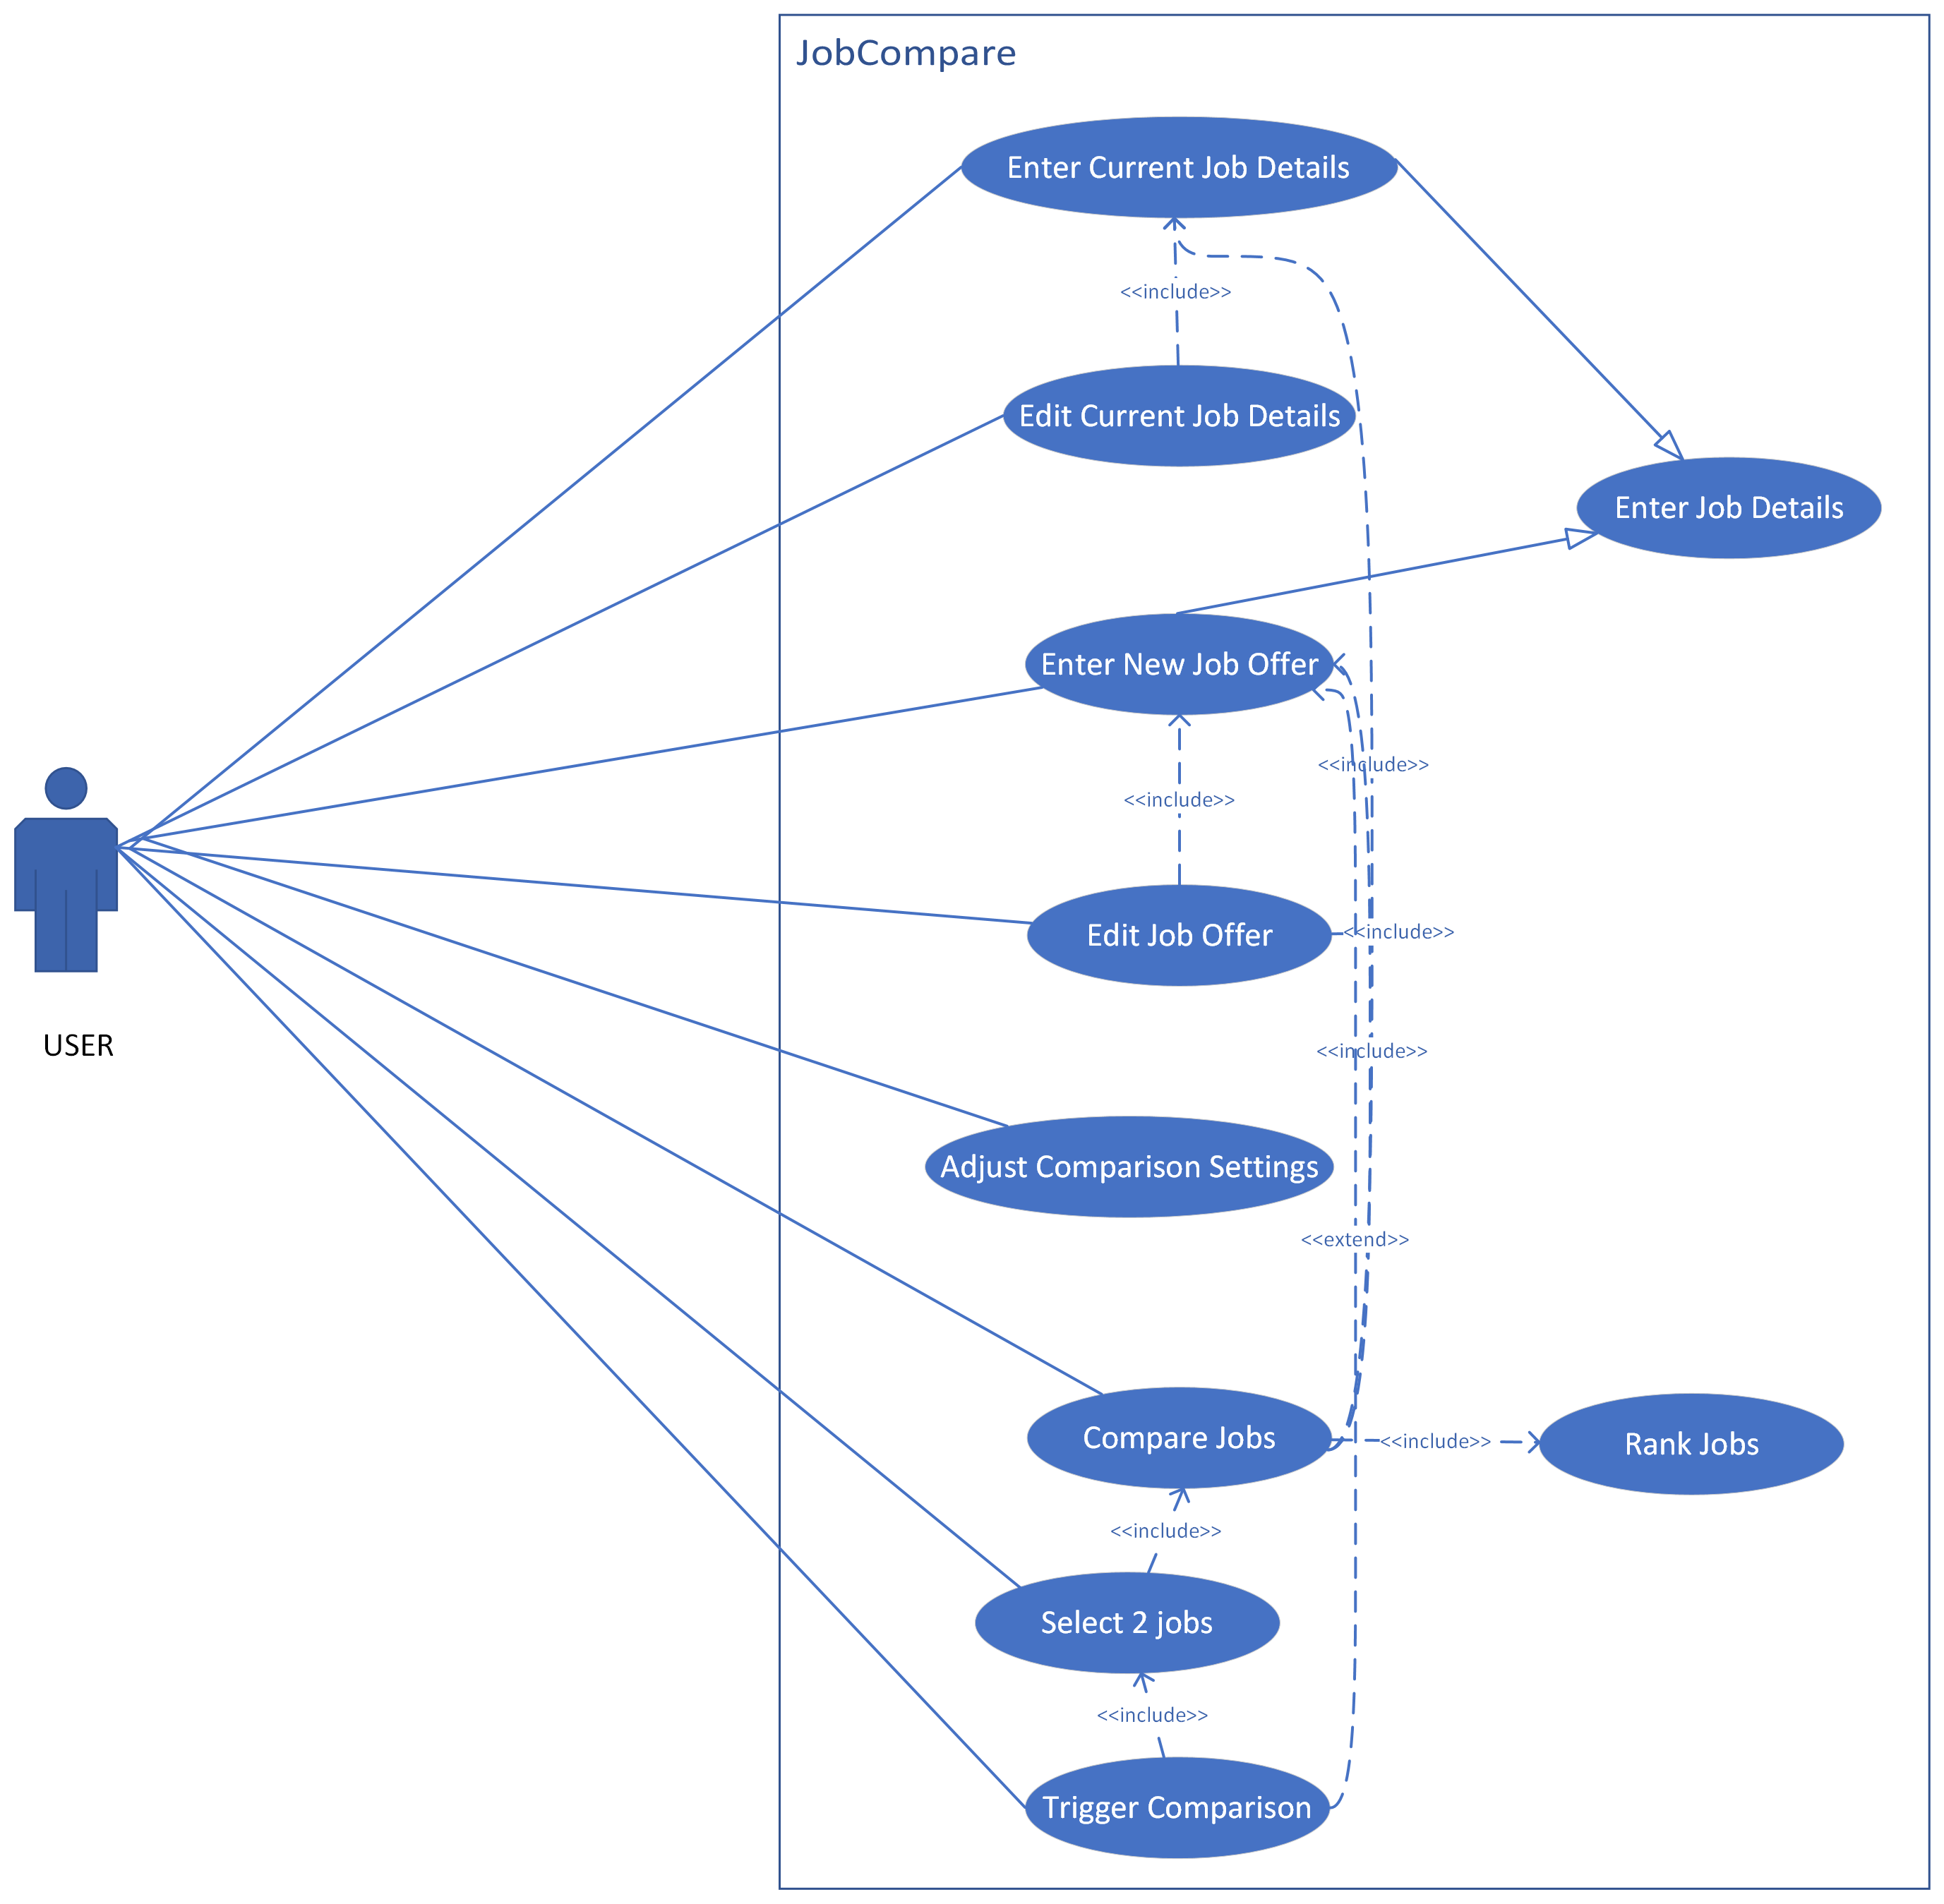 JobCompare
Enter Current Job Details
<<include>>
Edit Current Job Details
Enter Job Details
Enter New Job Offer
<<include>>
<<include>>
Edit Job Offer
<<include>>
USER
<<include>>
Adjust Comparison Settings
<<extend>>
Compare Jobs
<<include>>
Rank Jobs
<<include>>
Select 2 jobs
<<include>>
Trigger Comparison